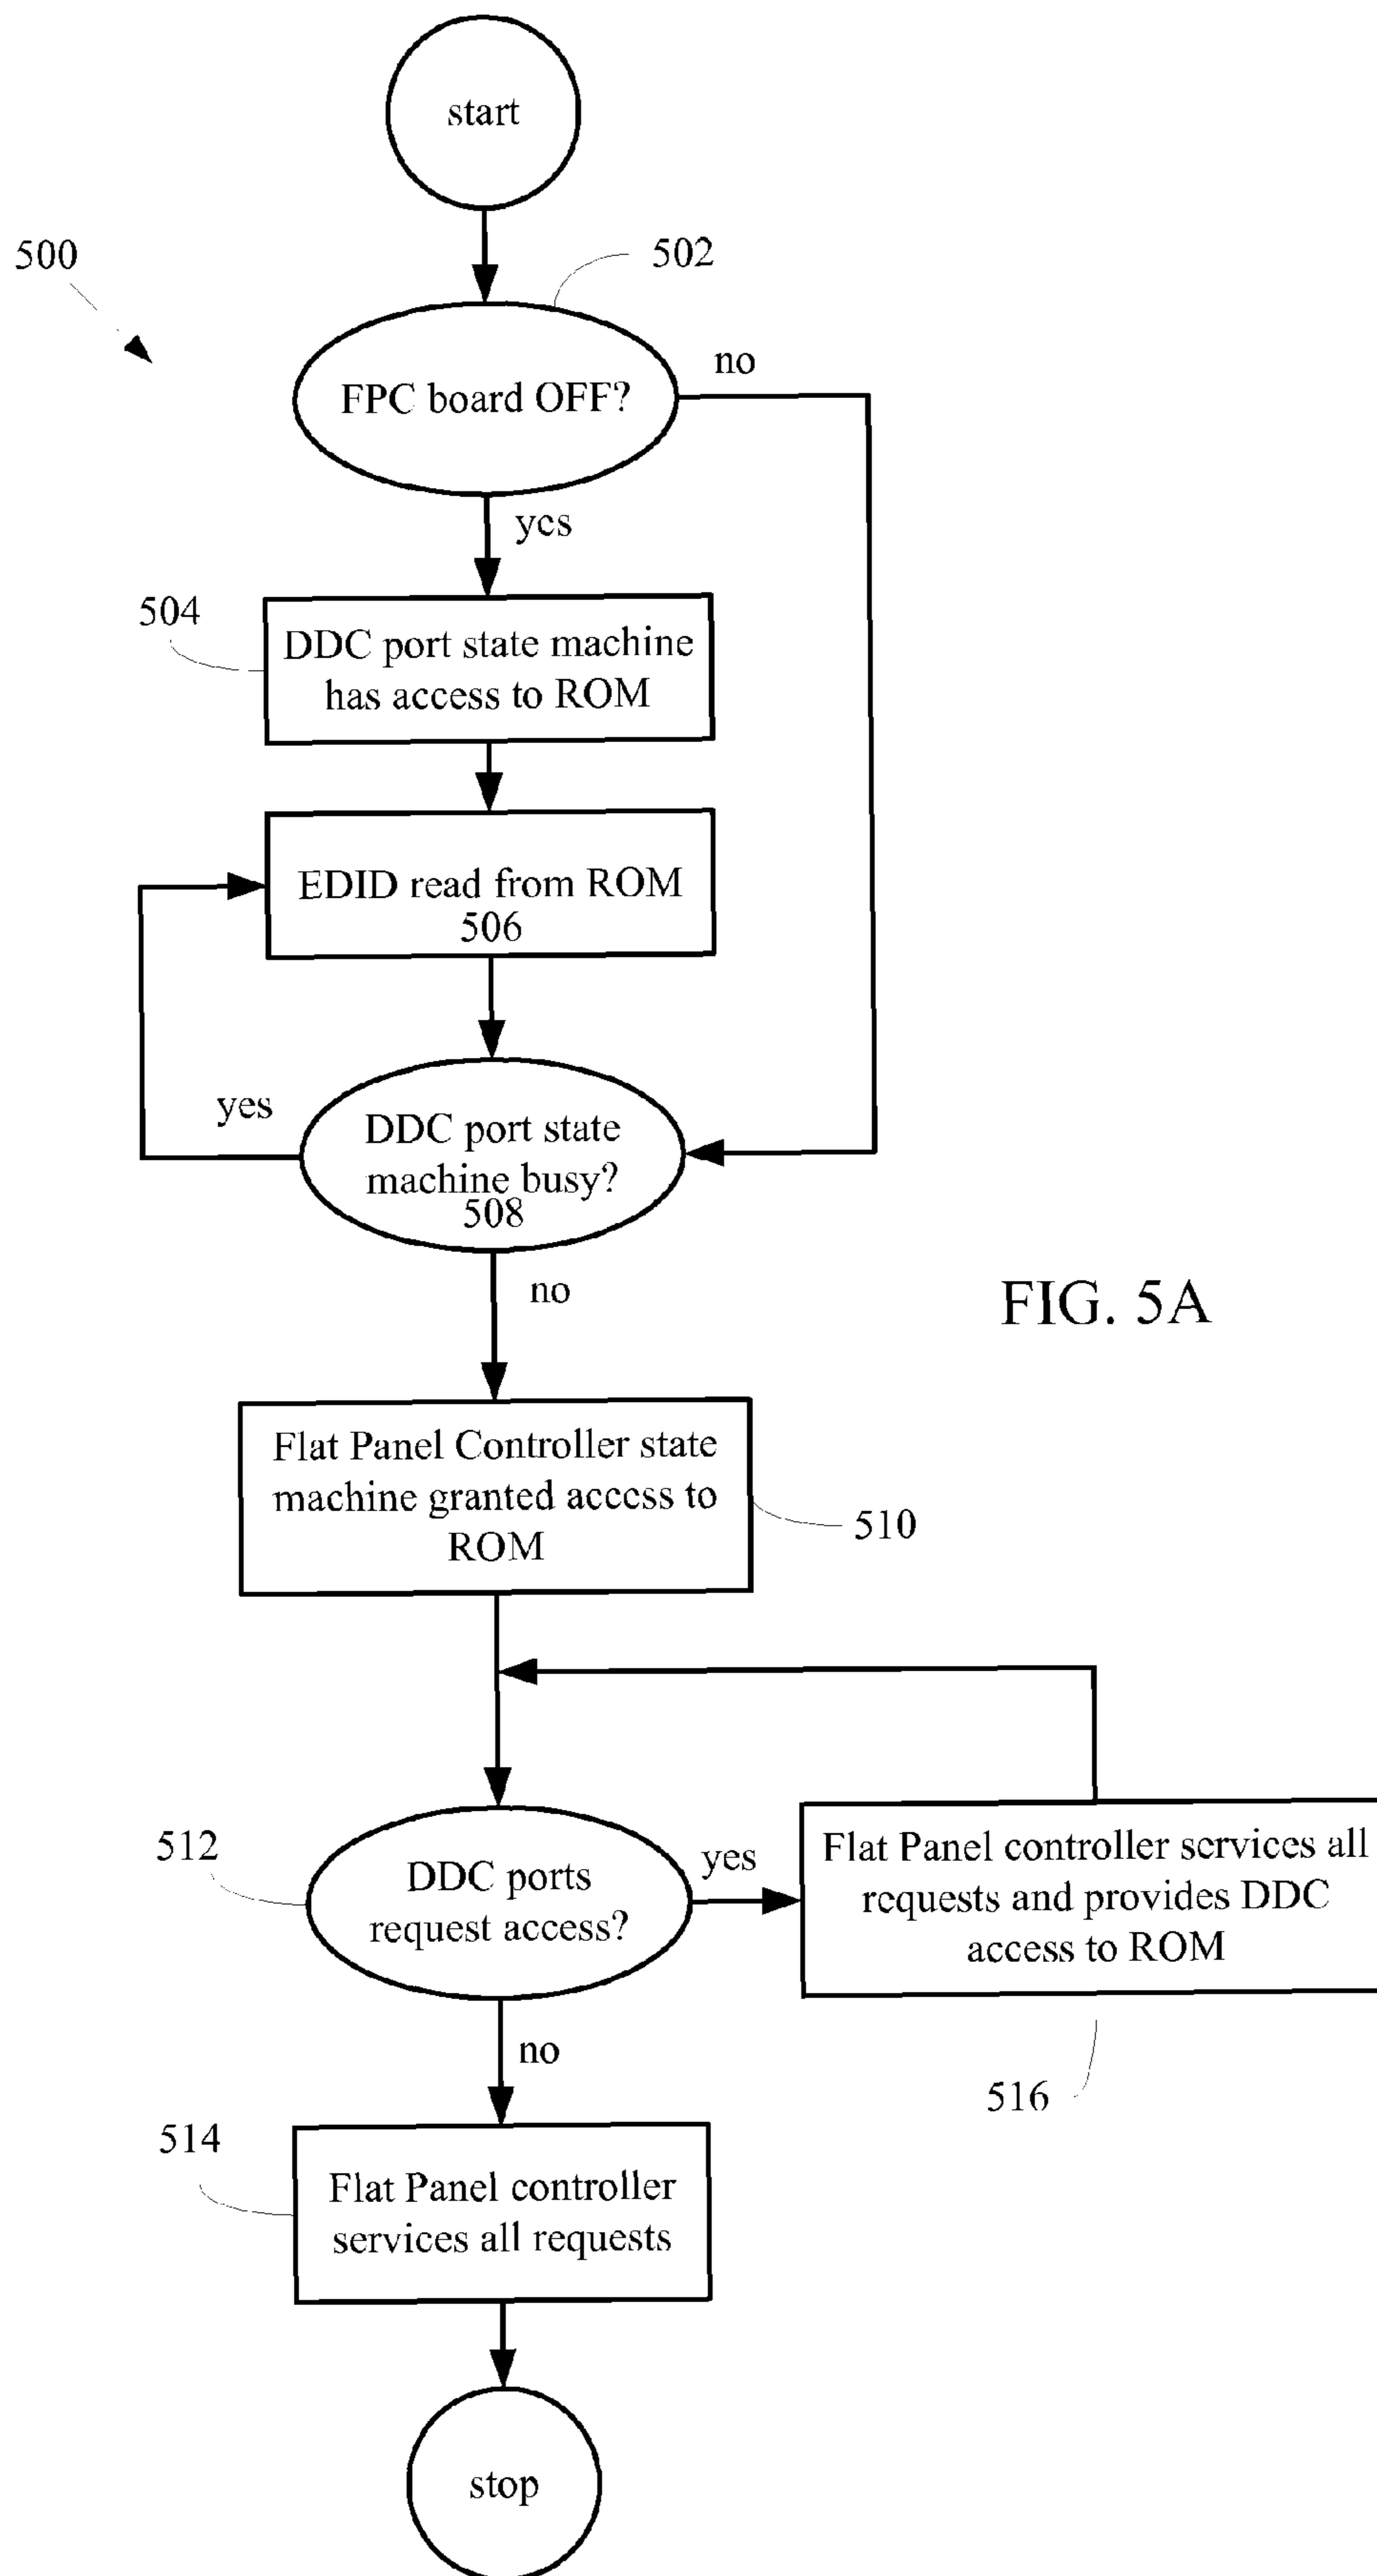 start
500
502
FPC board OFF?
no
yes
504
DDC port state machine
has access to ROM
EDID read from ROM
506
yes
DDC port state
machine busy?
508
no
FIG. 5A
Flat Panel Controller state
machine granted access to
ROM
510
512
DDC ports
request access?
yes
Flat Panel controller services all
requests and provides DDC
access to ROM
516
no
514
Flat Panel controller
services all requests
stop